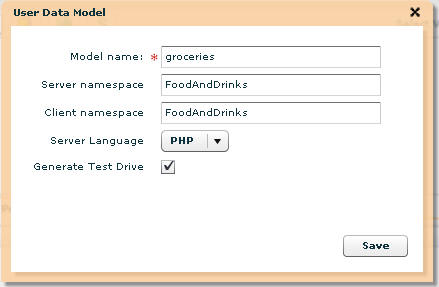 User Data Model
Model name: * groceries
Server namespace FoodAndDrinks
Client namespace FoodAndDrinks
Server Language PHP
Generate Test Drive
Save